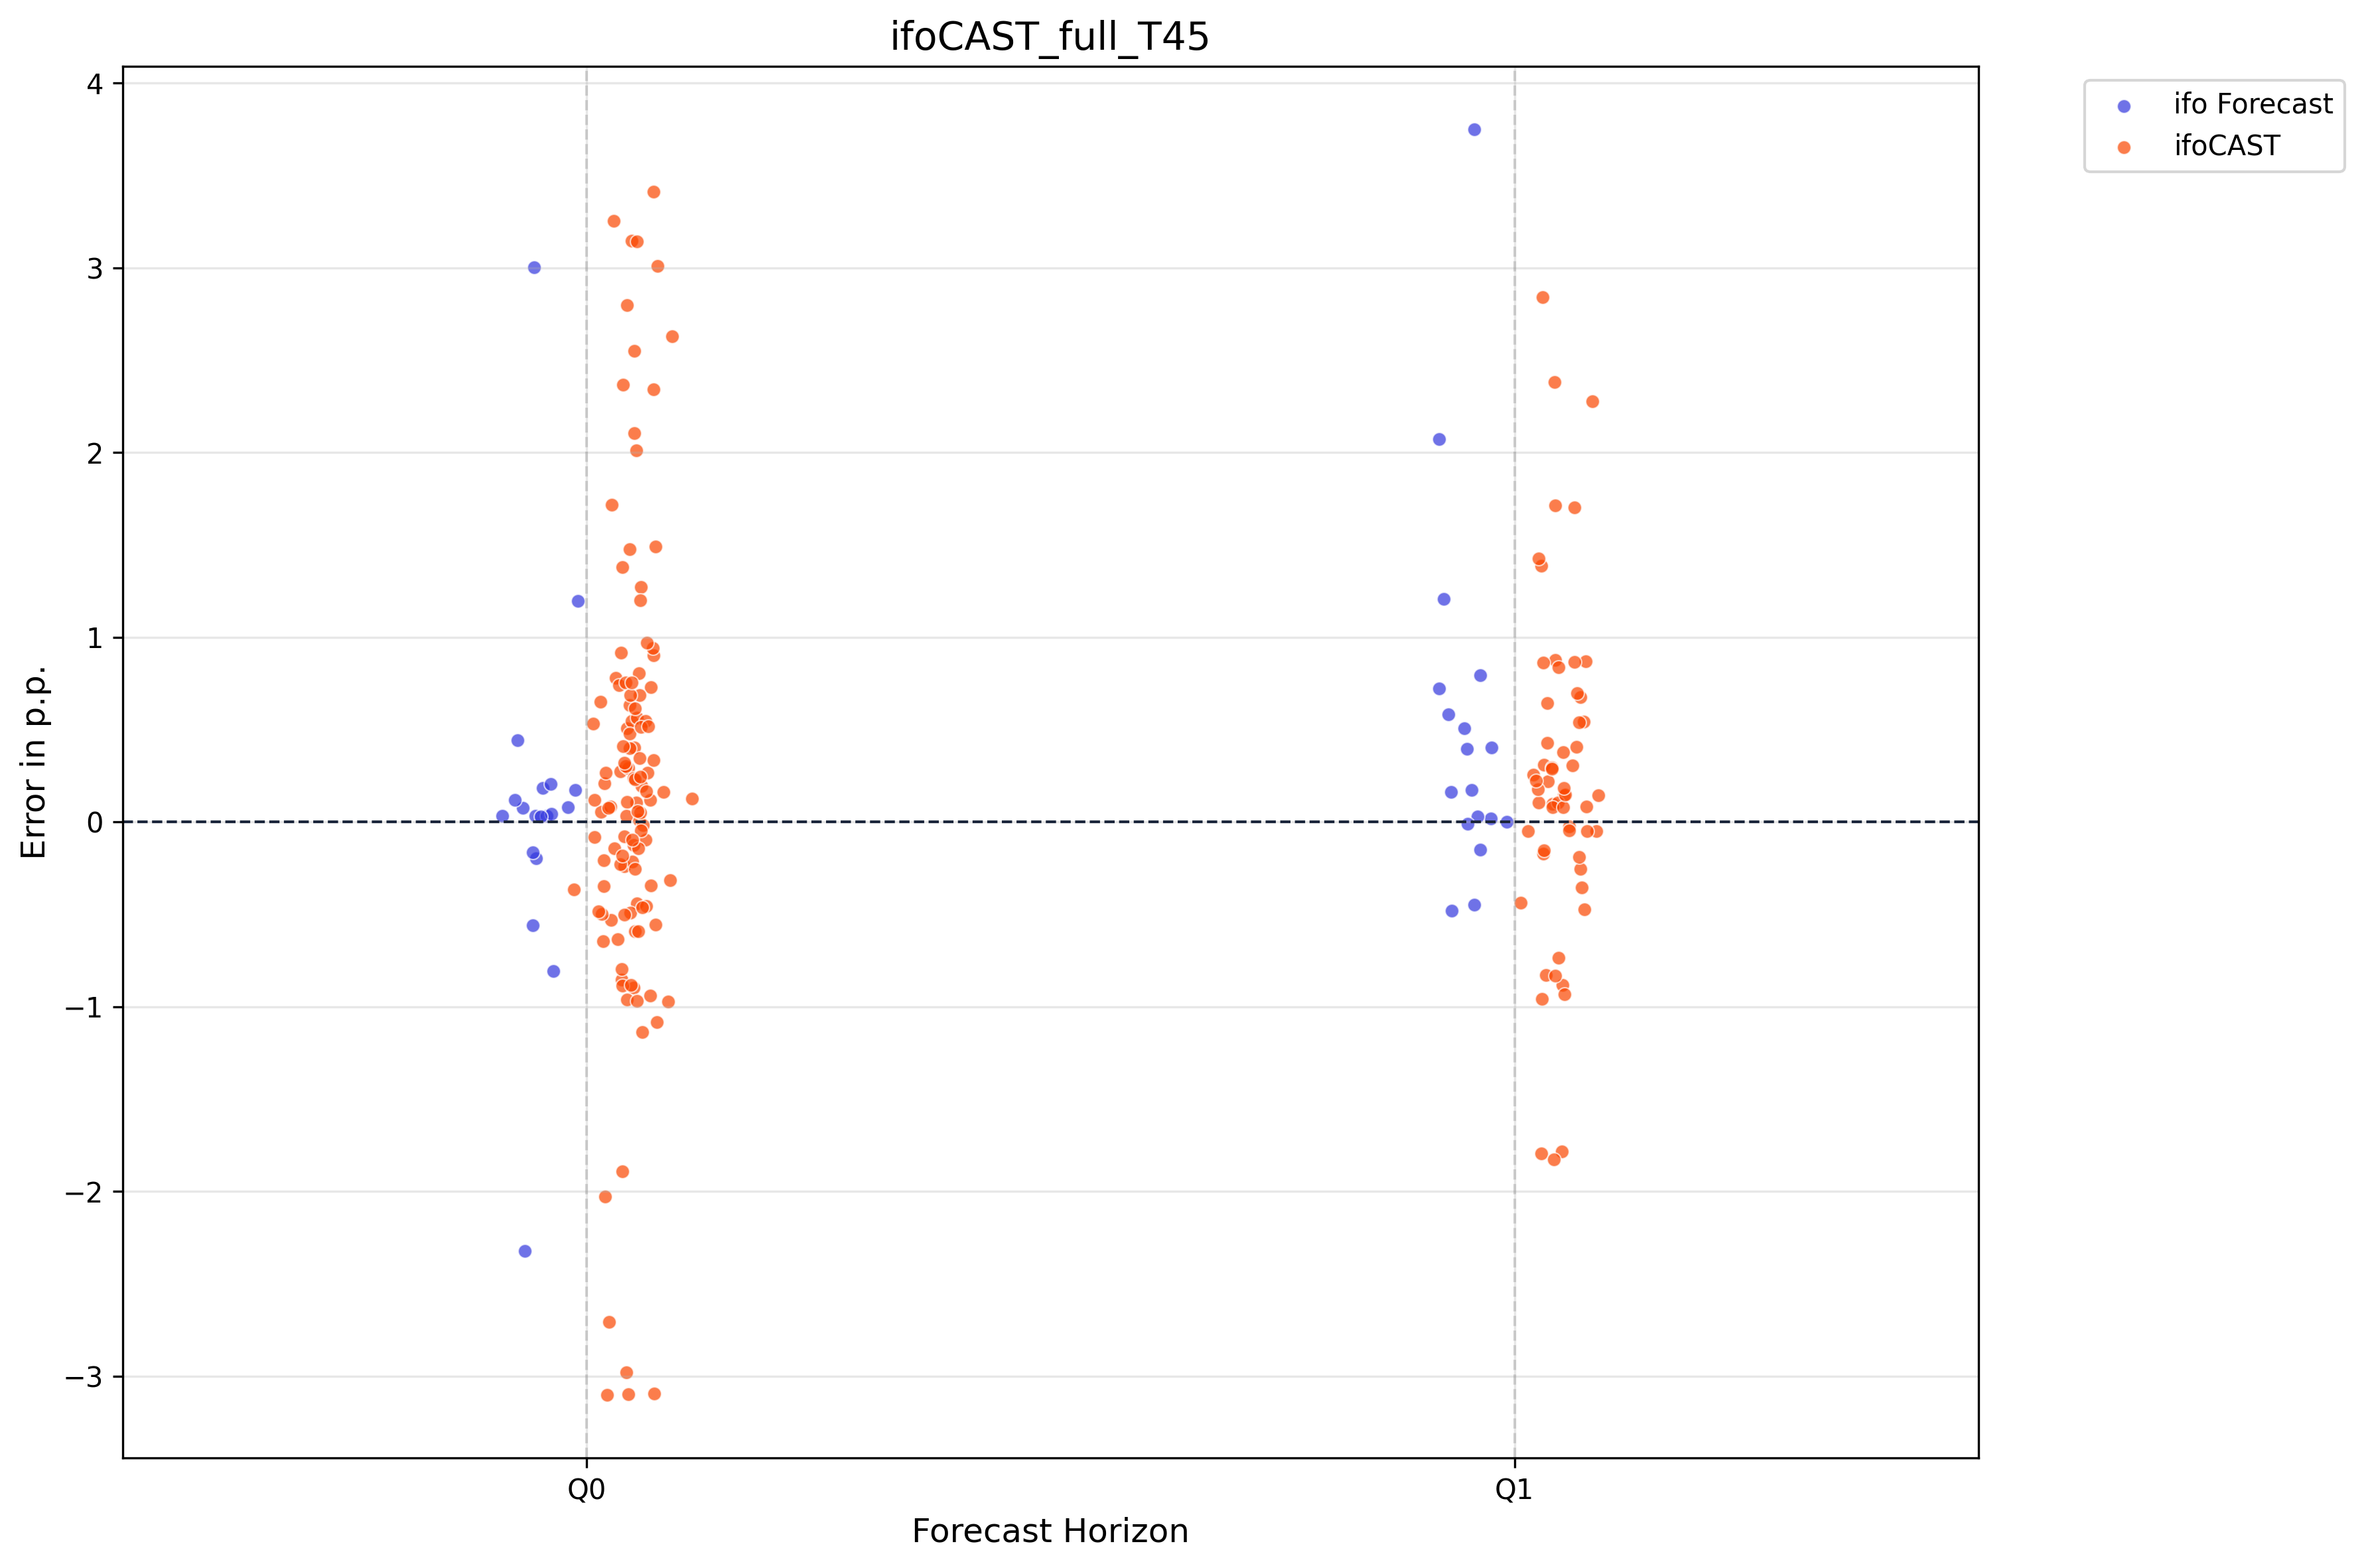 ifoCAST_full_T45
ifo Forecast
ifoCAST
Error in p.p.
4
3
2
1
0
−1
−2
−3
Q0
Q1
Forecast Horizon